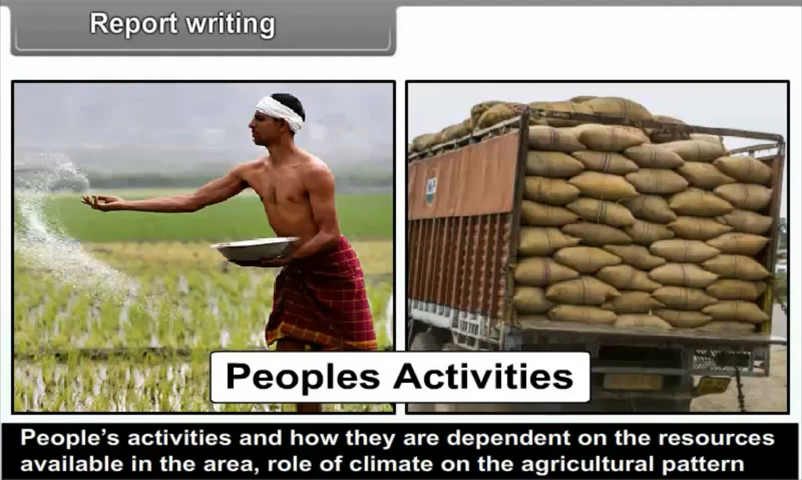 Report writing
Peoples Activities
People's activities and how they are dependent on the resources
available in the area, role of climate on the agricultural pattern